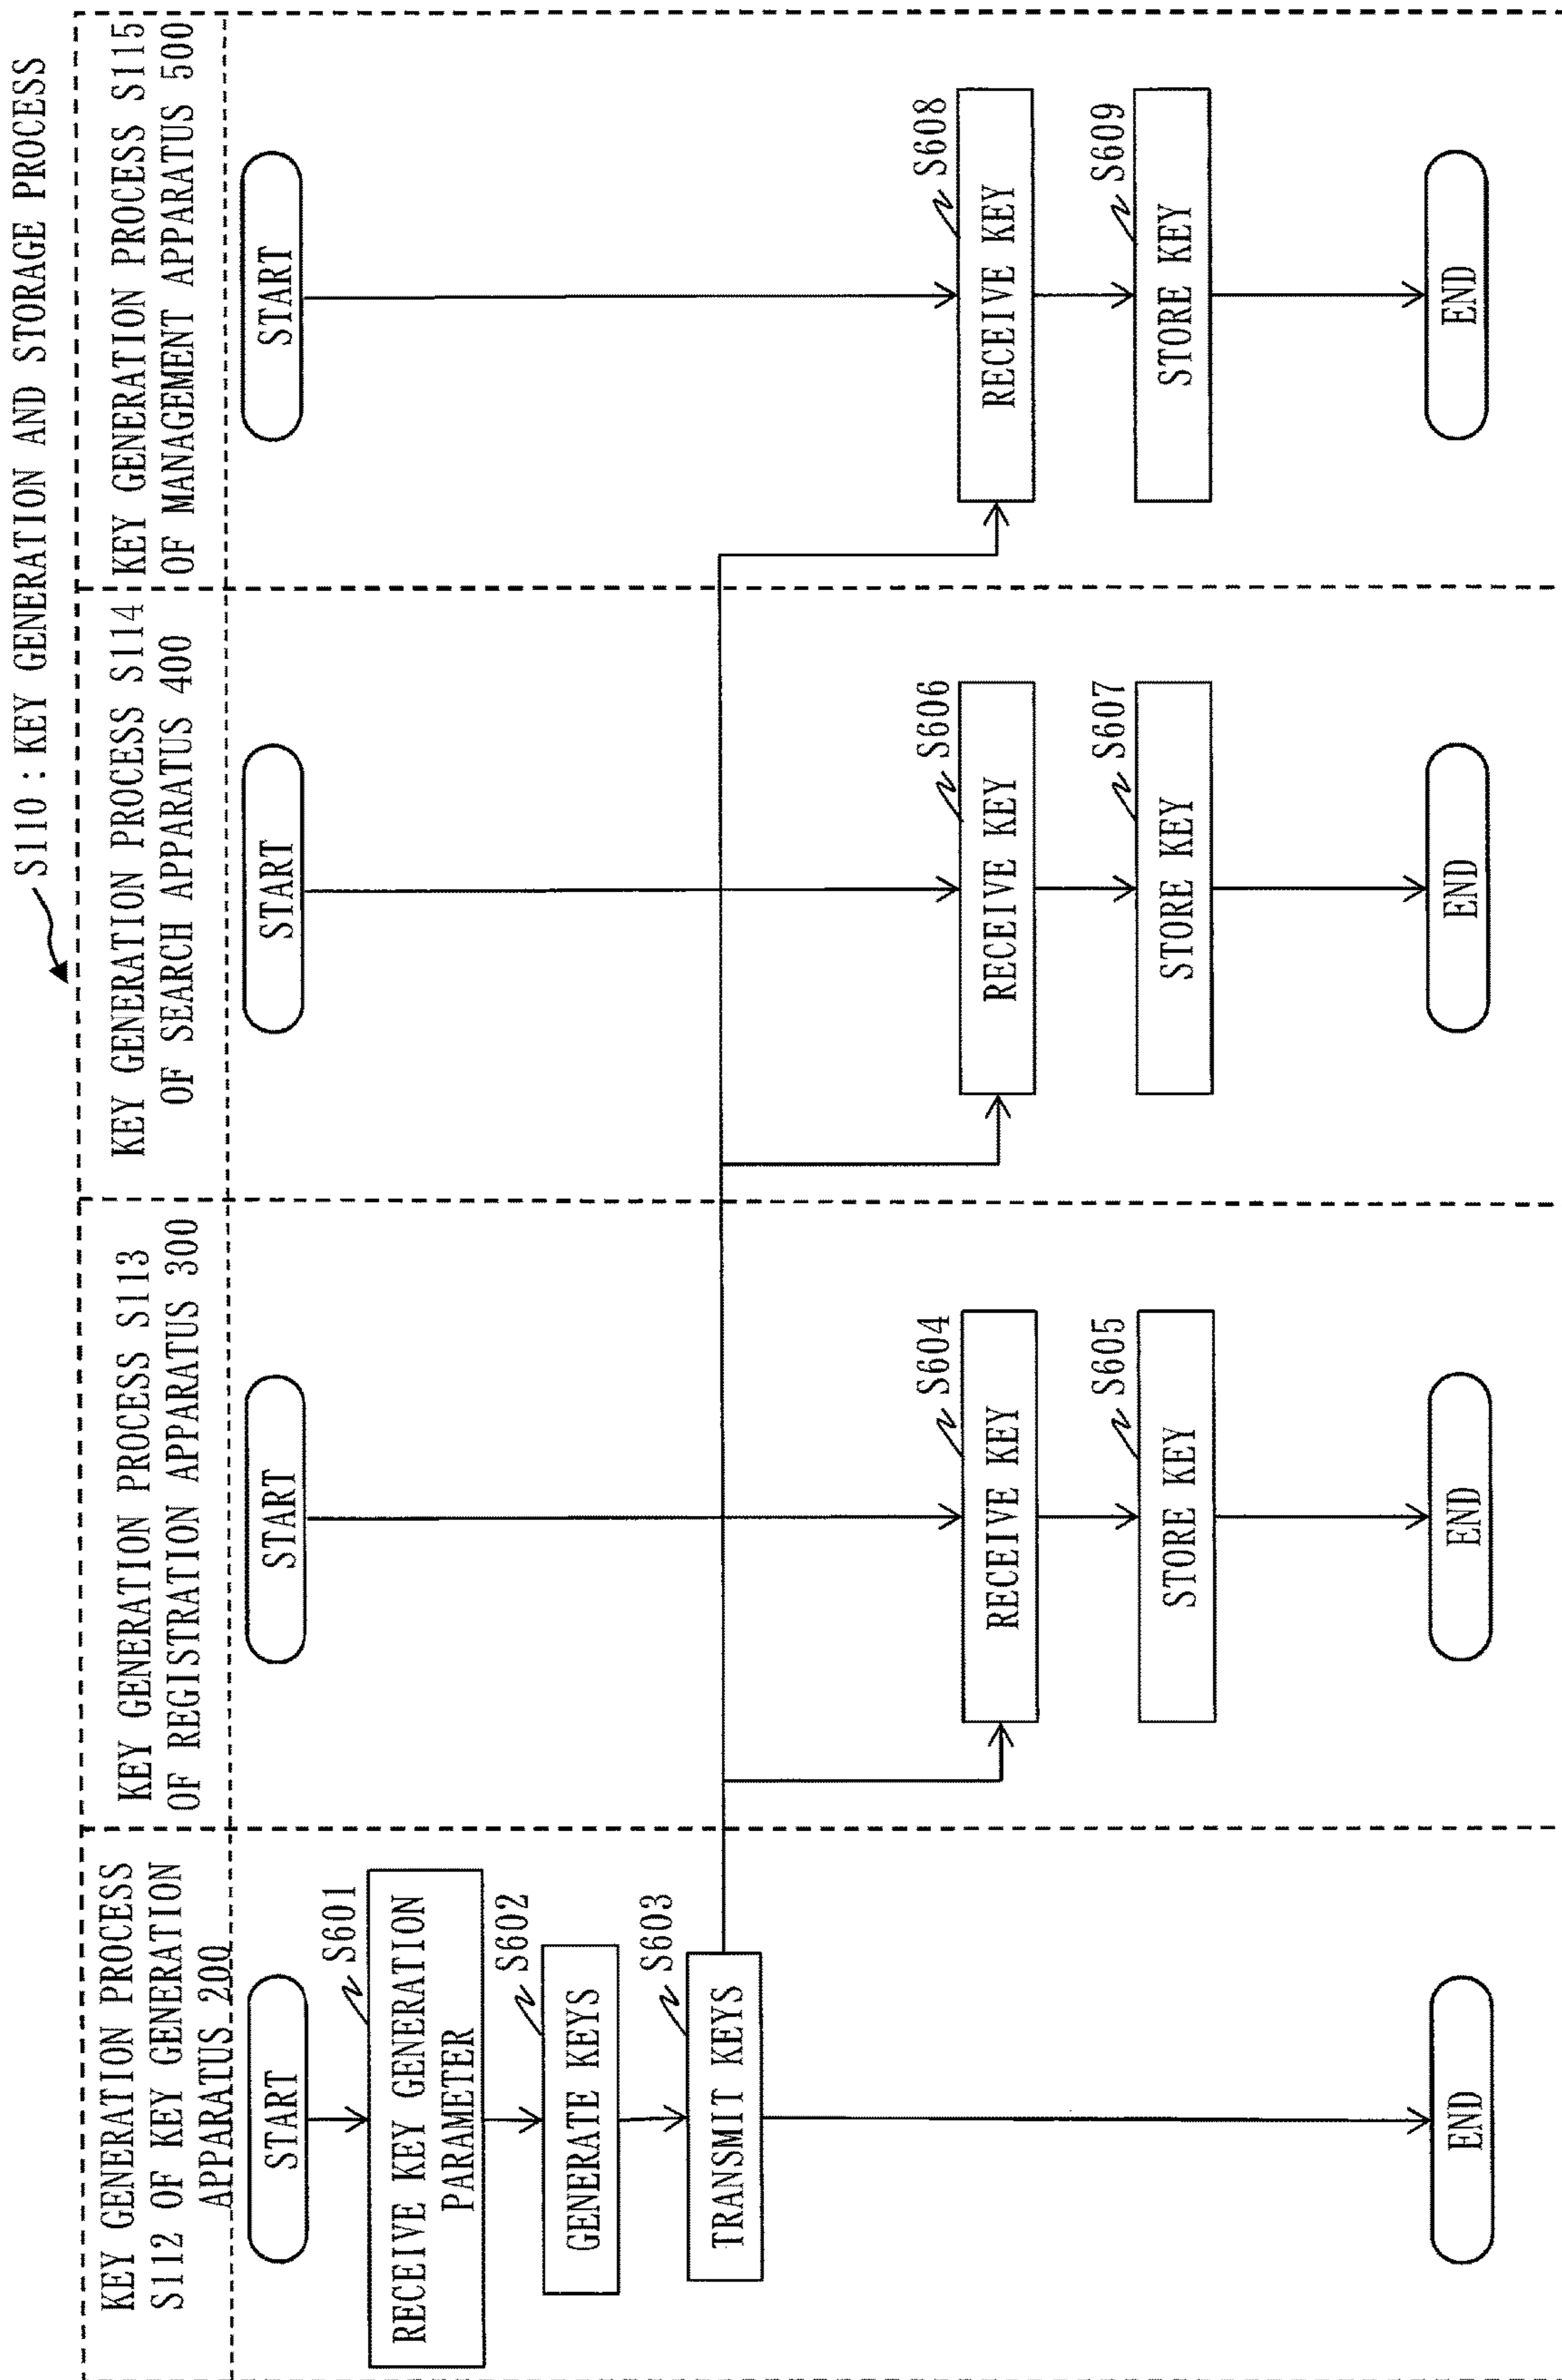 S110 : KEY GENERATION AND STORAGE PROCESS
KEY GENERATION PROCESS
S112 OF KEY GENERATION
APPARATUS 200
START
S601
RECEIVE KEY GENERATION
PARAMETER
S602
GENERATE KEYS
S603
TRANSMIT KEYS
END
KEY GENERATION PROCESS S113
OF REGISTRATION APPARATUS 300
START
S604
RECEIVE KEY
S605
STORE KEY
END
KEY GENERATION PROCESS S114
OF SEARCH APPARATUS 400
START
S606
RECEIVE KEY
S607
STORE KEY
END
KEY GENERATION PROCESS S115
OF MANAGEMENT APPARATUS 500
START
S608
RECEIVE KEY
S609
STORE KEY
END